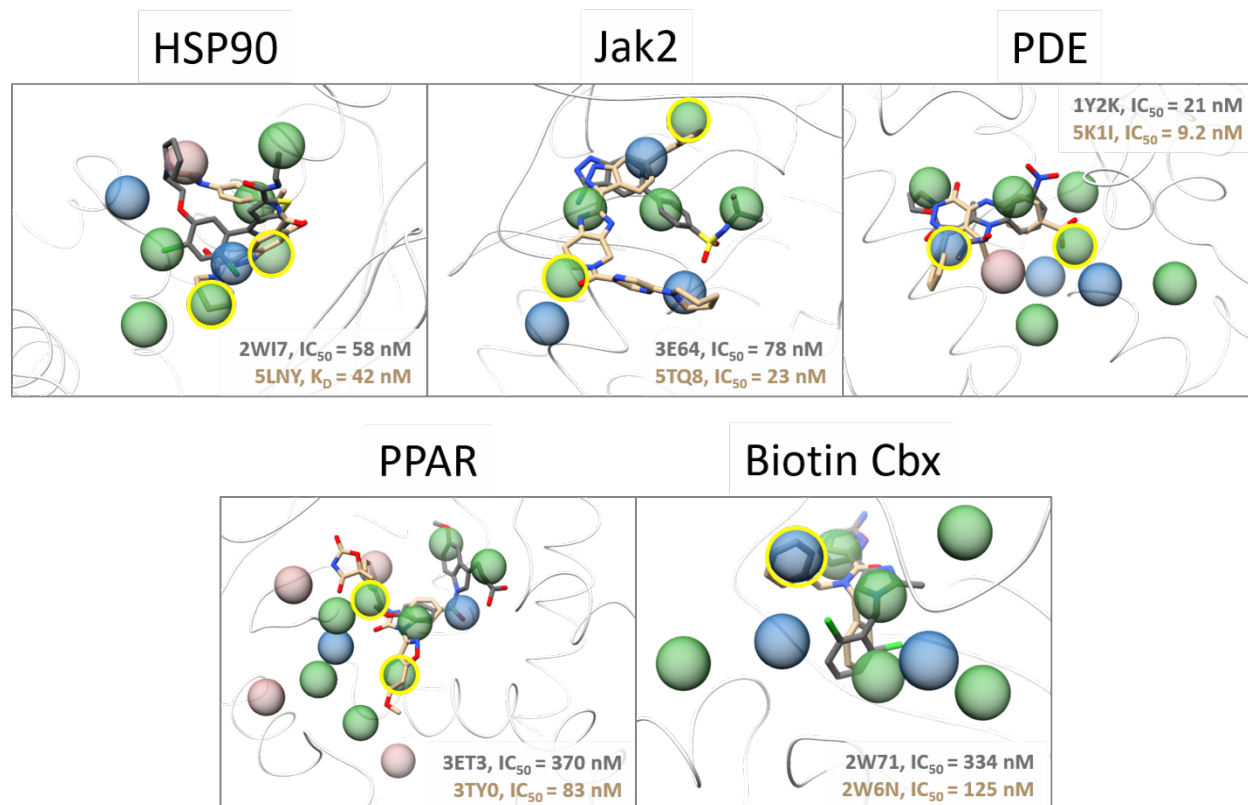 HSP90
Jak2
PDE
2WI7, IC50 = 58 nM
5LNY, KD = 42 nM
3E64, IC50 = 78 nM
5TQ8, IC50 = 23 nM
1Y2K, IC50 = 21 nM
5K1I, IC50 = 9.2 nM
PPAR
Biotin Cbx
3ET3, IC50 = 370 nM
3TY0, IC50 = 83 nM
2W71, IC50 = 334 nM
2W6N, IC50 = 125 nM